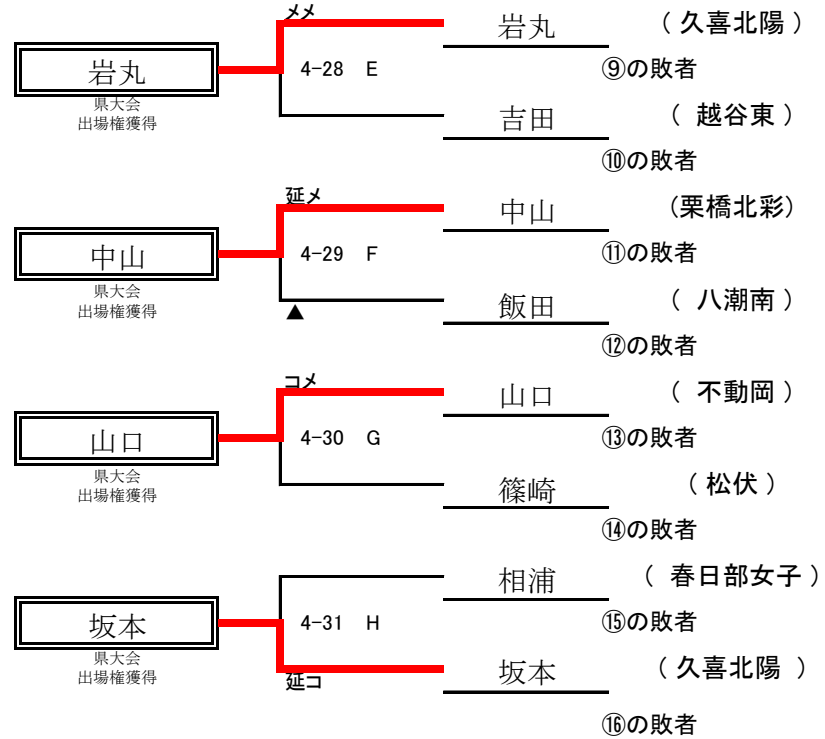 メメ
岩丸
（ 久喜北陽 ）
岩丸
4-28 E
⑨の敗者
県大会
出場権獲得
吉田
（ 越谷東 ）
⑩の敗者
延メ
中山
（栗橋北彩）
中山
4-29 F
⑪の敗者
県大会
出場権獲得
▲
飯田
（ 八潮南 ）
⑫の敗者
コメ
山口
（ 不動岡 ）
山口
4-30 G
⑬の敗者
県大会
出場権獲得
篠崎
（ 松伏 ）
⑭の敗者
相浦
（ 春日部女子 ）
坂本
4-31 H
⑮の敗者
県大会
出場権獲得
延コ
坂本
（ 久喜北陽 ）
⑯の敗者